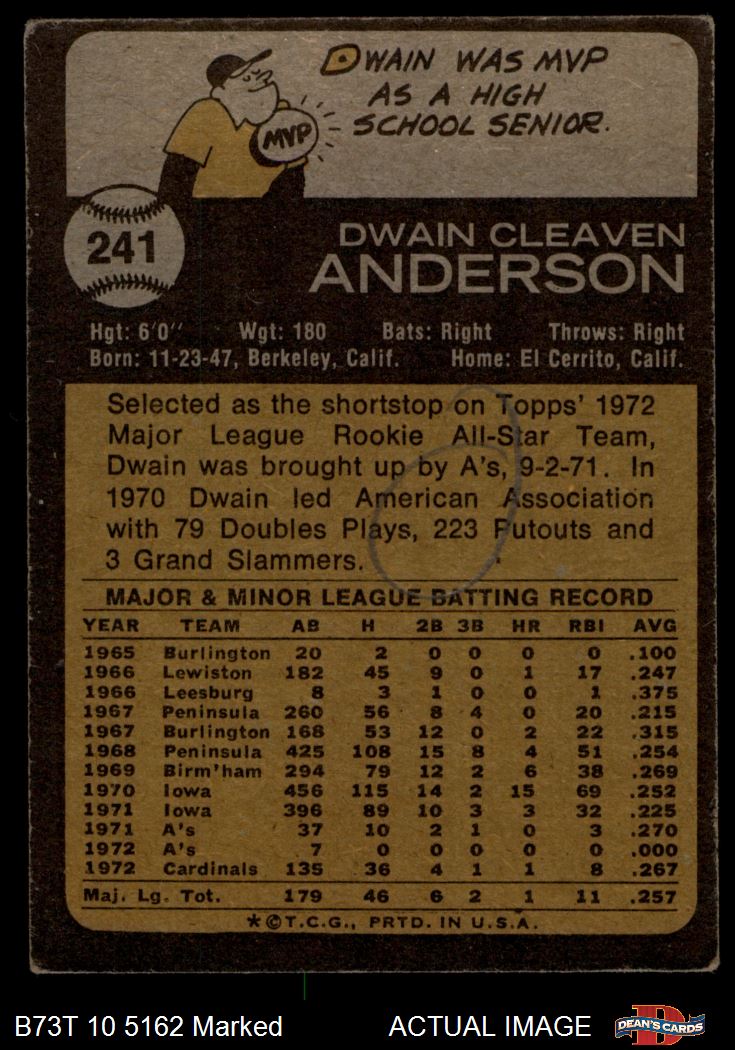 DWAIN WAS MVP
AS A HIGH
SCHOOL SENIOR.
MVP
241
DWAIN CLEAVEN
ANDERSON
Hgt: 6'0" Wgt: 180 Bats: Right Throws: Right
Born: 11-23-47, Berkeley, Calif. Home: El Cerrito, Calif.
Selected as the shortstop on Topps' 1972
Major League Rookie All-Star Team,
Dwain was brought up by A's, 9-2-71. In
1970 Dwain led American Association
with 79 Doubles Plays, 223 Putouts and
3 Grand Slammers.
MAJOR & MINOR LEAGUE BATTING RECORD
YEAR TEAM AB H 2B 3B HR RBI AVG
1965 Burlington 20 2 0 0 0 0 .100
1966 Lewiston 182 45 9 0 1 17 .247
1966 Leesburg 8 3 1 0 0 1 .375
1967 Peninsula 260 56 8 4 0 20 .215
1967 Burlington 168 53 12 0 2 22 .315
1968 Peninsula 425 108 15 8 4 51 .254
1969 Birm'ham 294 79 12 2 6 38 .269
1970 Iowa 456 115 14 2 15 69 .252
1971 Iowa 396 89 10 3 3 32 .225
1971 A's 37 10 2 1 0 3 .270
1972 A's 7 0 0 0 0 0 .000
1972 Cardinals 135 36 4 1 1 8 .267
Maj. Lg. Tot. 179 46 6 2 1 11 .257
*©T.C.G., PRTD. IN U.S.A.
B73T 10 5162 Marked ACTUAL IMAGE
DEAN'S CARDS